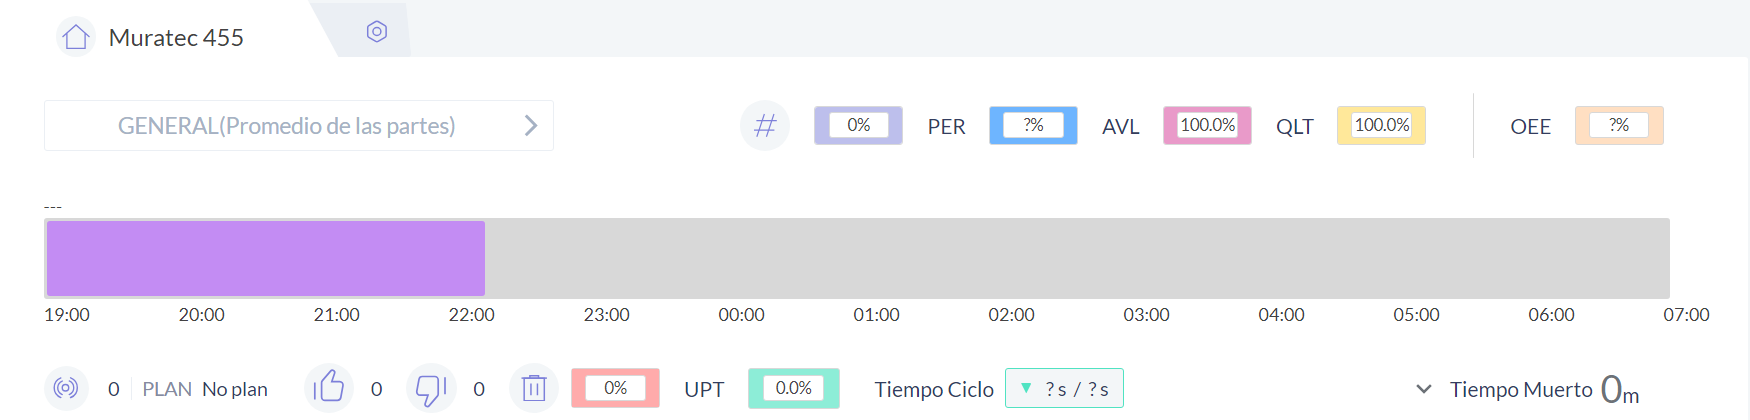 Muratec 455
GENERAL(Promedio de las partes)
# 0% PER ?% AVL 100.0% QLT 100.0% OEE ?%
---
19:00 20:00 21:00 22:00 23:00 00:00 01:00 02:00 03:00 04:00 05:00 06:00 07:00
0 PLAN No plan 0 0 0% UPT 0.0% Tiempo Ciclo ▼ ?s / ?s Tiempo Muerto 0m